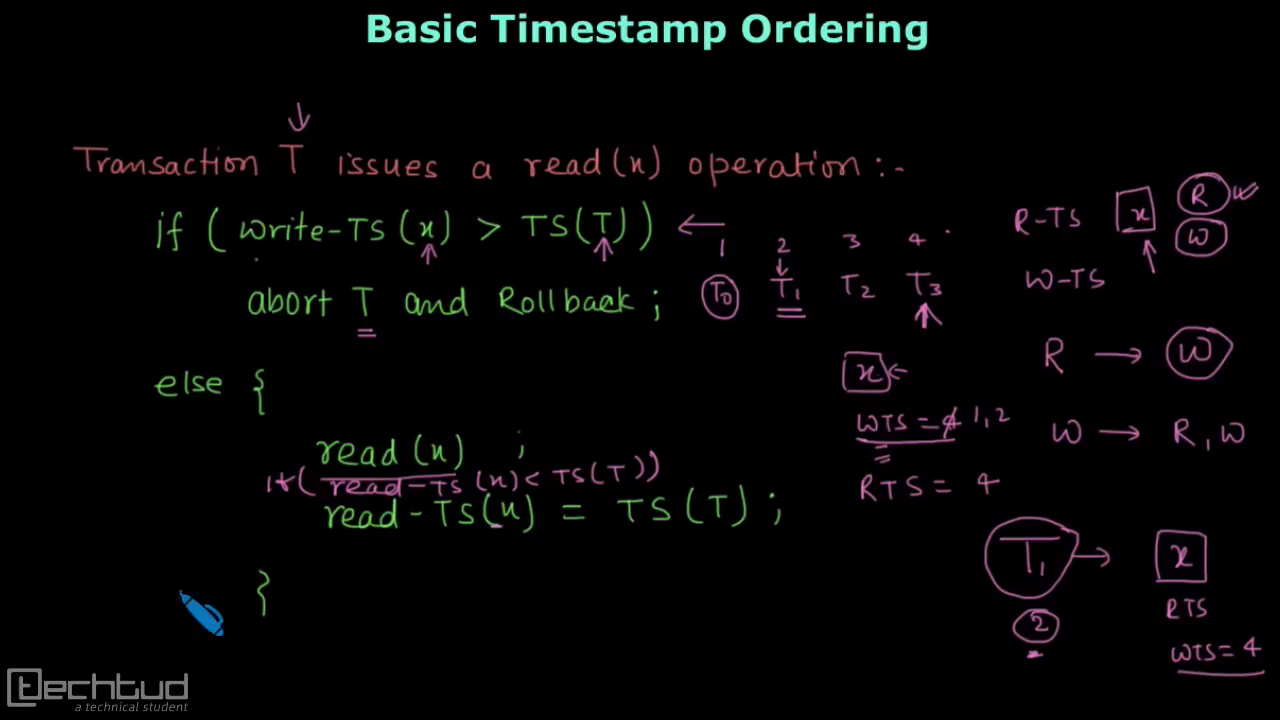 Basic Timestamp Ordering
Transaction T issues a read(x) operation:-
if ( write-TS(x) > TS(T) ) ←
abort T and Rollback ;
1 2 3 4
T0 T1 T2 T3
R-TS x R
W
W-TS
R → W
W → R, W
else {
x
WTS = 1, 2
RTS = 4
read (x) ;
if( read-TS (x) < TS(T))
read-TS(x) = TS(T) ;
}
T1 → x
2
RTS
WTS = 4
techtud
a technical student